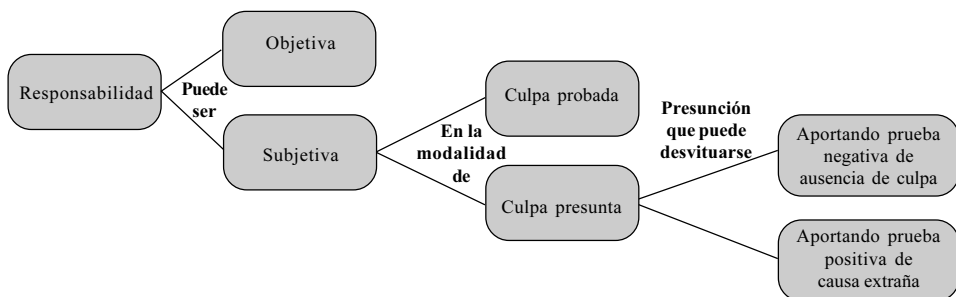 Responsabilidad
Puede
ser
Objetiva
Subjetiva
En la
modalidad
de
Culpa probada
Culpa presunta
Presunción
que puede
desvituarse
Aportando prueba
negativa de
ausencia de culpa
Aportando prueba
positiva de
causa extraña